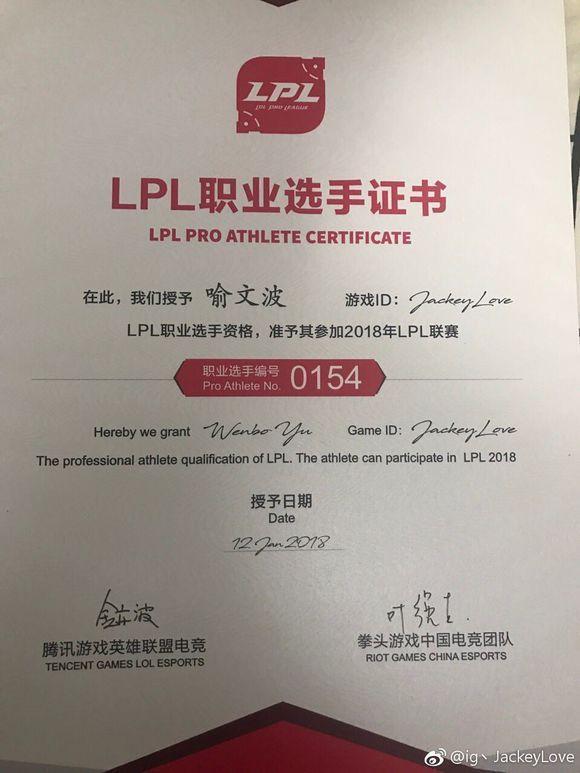 LPL
LOL PRO LEAGUE
LPL职业选手证书
LPL PRO ATHLETE CERTIFICATE
在此，我们授予 喻文波 游戏ID： JackeyLove
LPL职业选手资格，准予其参加2018年LPL联赛
职业选手编号
Pro Athlete No. 0154
Hereby we grant Wenbo Yu Game ID: JackeyLove
The professional athlete qualification of LPL. The athlete can participate in LPL 2018
授予日期
Date
12 Jan 2018
腾讯游戏英雄联盟电竞
TENCENT GAMES LOL ESPORTS
拳头游戏中国电竞团队
RIOT GAMES CHINA ESPORTS
@ig丶JackeyLove